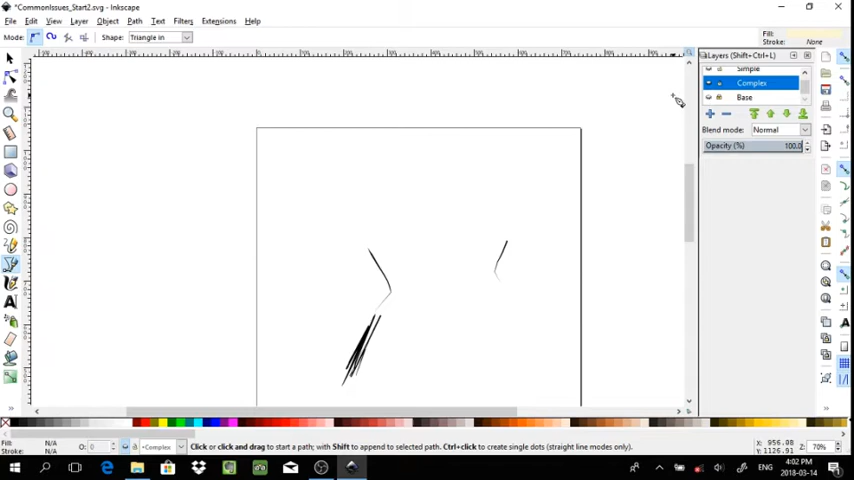 *CommonIssues_Start2.svg - Inkscape
File Edit View Layer Object Path Text Filters Extensions Help
Mode: Shape: Triangle in Fill:
Stroke: None
Layers (Shift+Ctrl+L)
Simple
Complex
Base
Blend mode: Normal
Opacity (%) 100.0
Fill: N/A
Stroke: N/A
O: 0
•Complex
Click or click and drag to start a path; with Shift to append to selected path. Ctrl+click to create single dots (straight line modes only).
X: 956.08
Y: 1126.91
Z: 70%
ENG
4:02 PM
2018-03-14